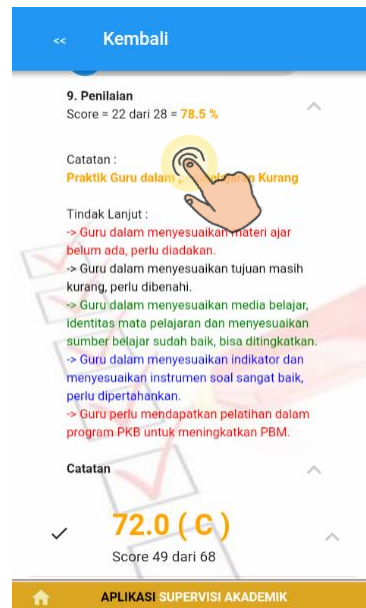 << Kembali
9. Penilaian
Score = 22 dari 28 = 78.5 %
Catatan :
Praktik Guru dalam Kurang
Tindak Lanjut :
-> Guru dalam menyesuaikan materi ajar
belum ada, perlu diadakan.
-> Guru dalam menyesuaikan tujuan masih
kurang, perlu dibenahi.
-> Guru dalam menyesuaikan media belajar,
identitas mata pelajaran dan menyesuaikan
sumber belajar sudah baik, bisa ditingkatkan.
-> Guru dalam menyesuaikan indikator dan
menyesuaikan instrumen soal sangat baik,
perlu dipertahankan.
-> Guru perlu mendapatkan pelatihan dalam
program PKB untuk meningkatkan PBM.
Catatan
72.0 ( C )
Score 49 dari 68
APLIKASI SUPERVISI AKADEMIK